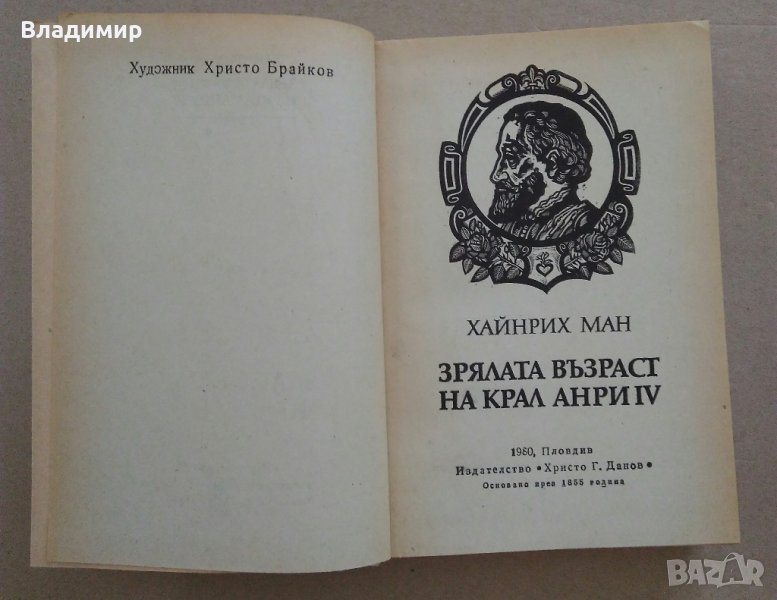 Владимир
Художник Христо Брайков
ХАЙНРИХ МАН
ЗРЯЛАТА ВЪЗРАСТ
НА КРАЛ АНРИ IV
1980, Пловдив
Издателство • Христо Г. Данов •
Основано през 1855 година
BAZAR